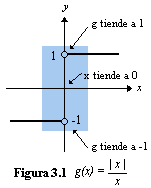 y
g tiende a 1
1
x tiende a 0
x
-1
g tiende a -1
Figura 3.1 g(x) = | x | / x